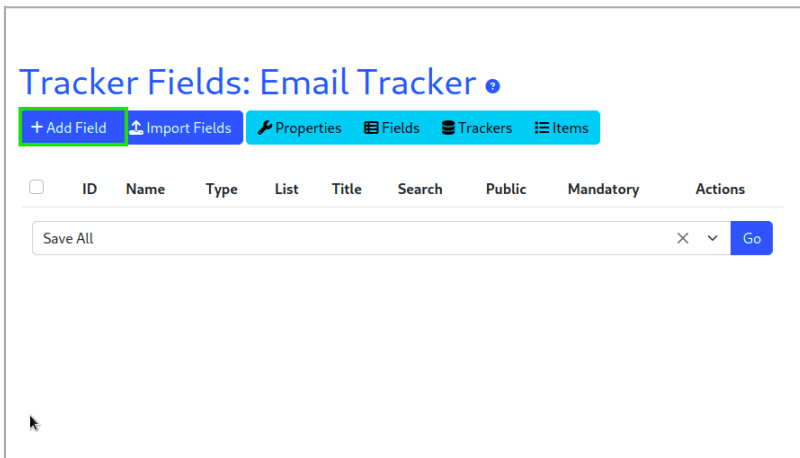 Tracker Fields: Email Tracker ?
+ Add Field Import Fields Properties Fields Trackers Items
ID Name Type List Title Search Public Mandatory Actions
Save All Go